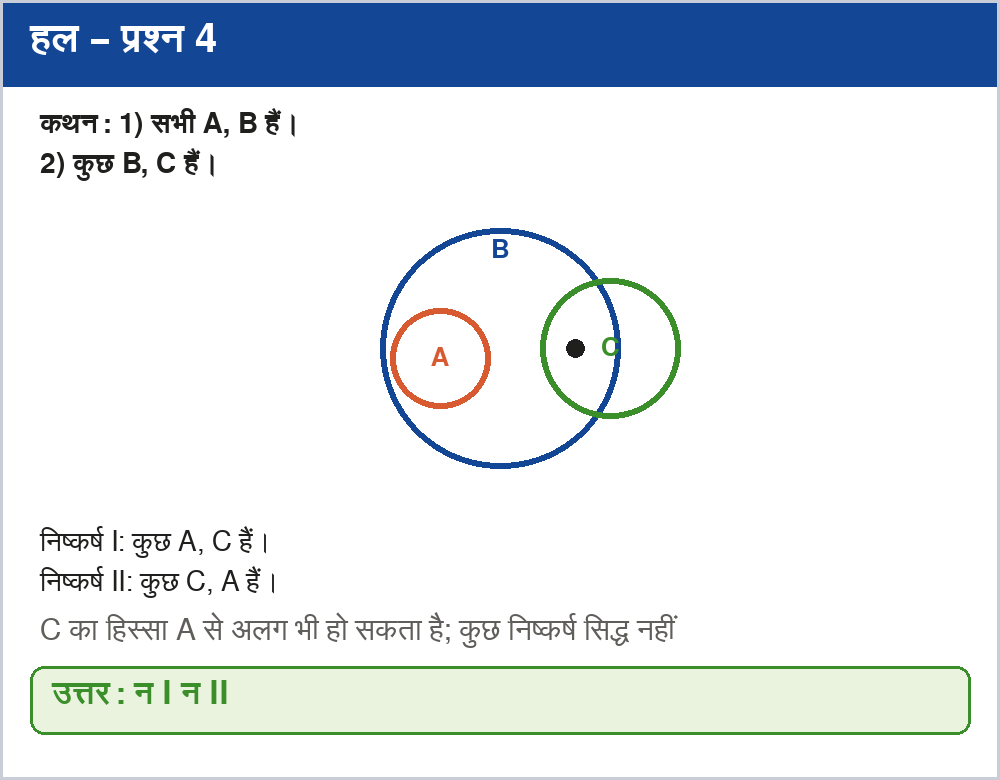 हल – प्रश्न 4
कथन : 1) सभी A, B हैं।
2) कुछ B, C हैं।
B
A
C
निष्कर्ष I: कुछ A, C हैं।
निष्कर्ष II: कुछ C, A हैं।
C का हिस्सा A से अलग भी हो सकता है; कुछ निष्कर्ष सिद्ध नहीं
उत्तर : न I न II